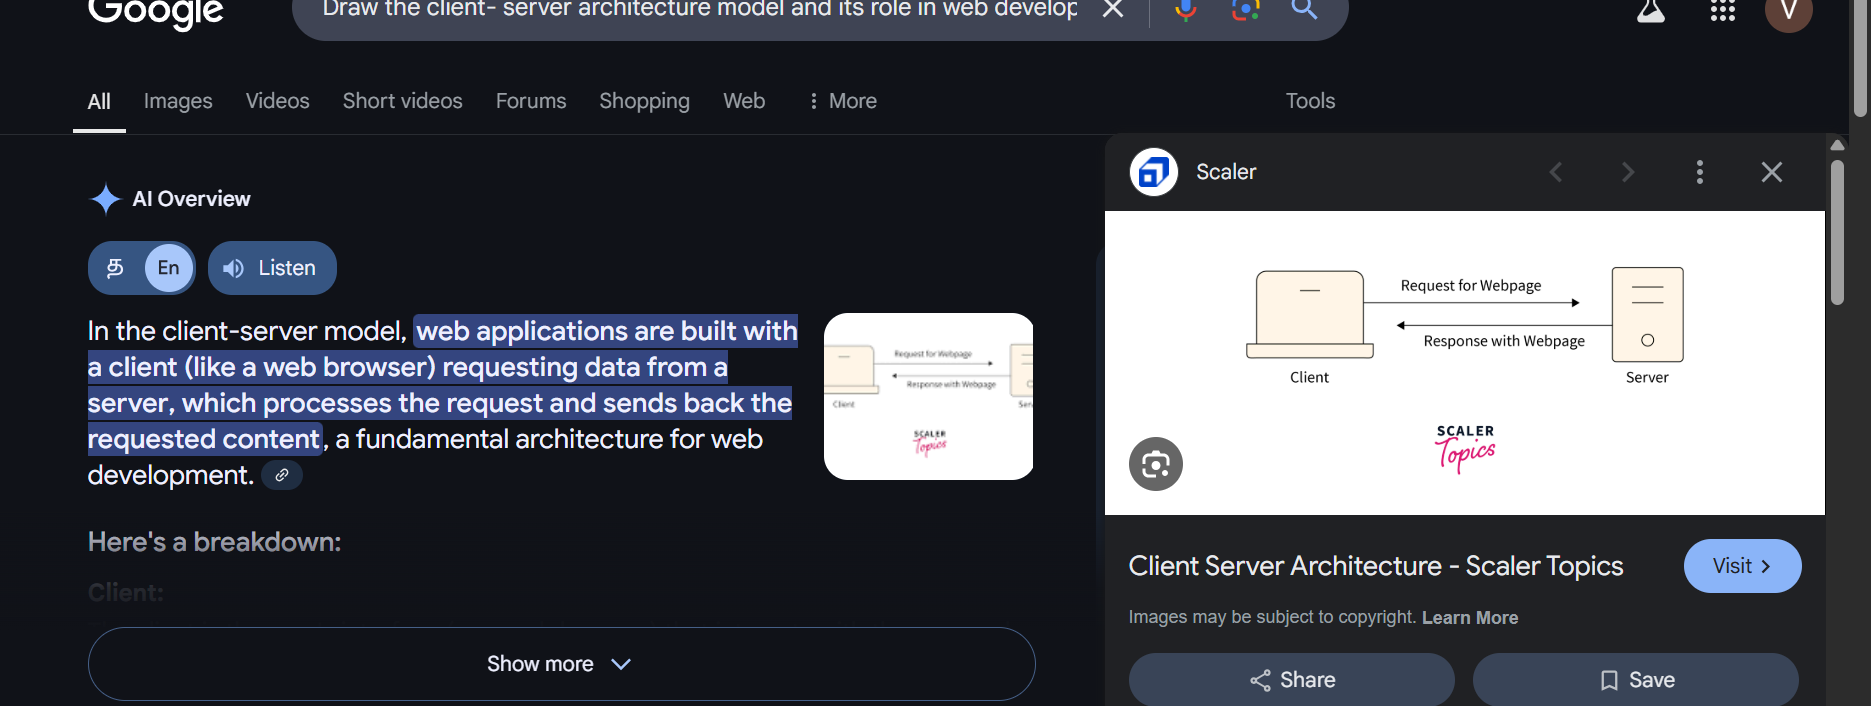 Google
Draw the client- server architecture model and its role in web develop
V
All
Images
Videos
Short videos
Forums
Shopping
Web
More
Tools
AI Overview
த
En
Listen
In the client-server model, web applications are built with
a client (like a web browser) requesting data from a
server, which processes the request and sends back the
requested content, a fundamental architecture for web
development.
Request for Webpage
Response with Webpage
Client
Ser
SCALER
Topics
Here's a breakdown:
Client:
Show more
Scaler
Request for Webpage
Response with Webpage
Client
Server
SCALER
Topics
Client Server Architecture - Scaler Topics
Visit
Images may be subject to copyright. Learn More
Share
Save